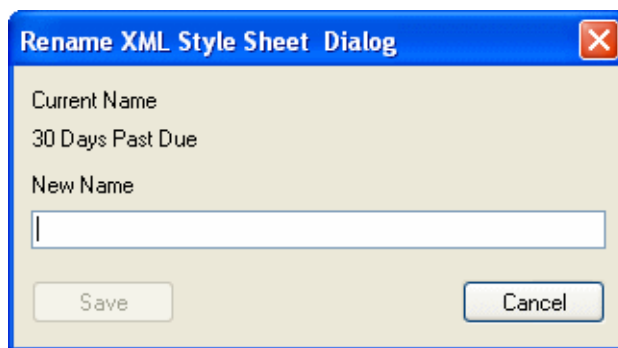 Rename XML Style Sheet  Dialog
Current Name
30 Days Past Due
New Name
Save
Cancel